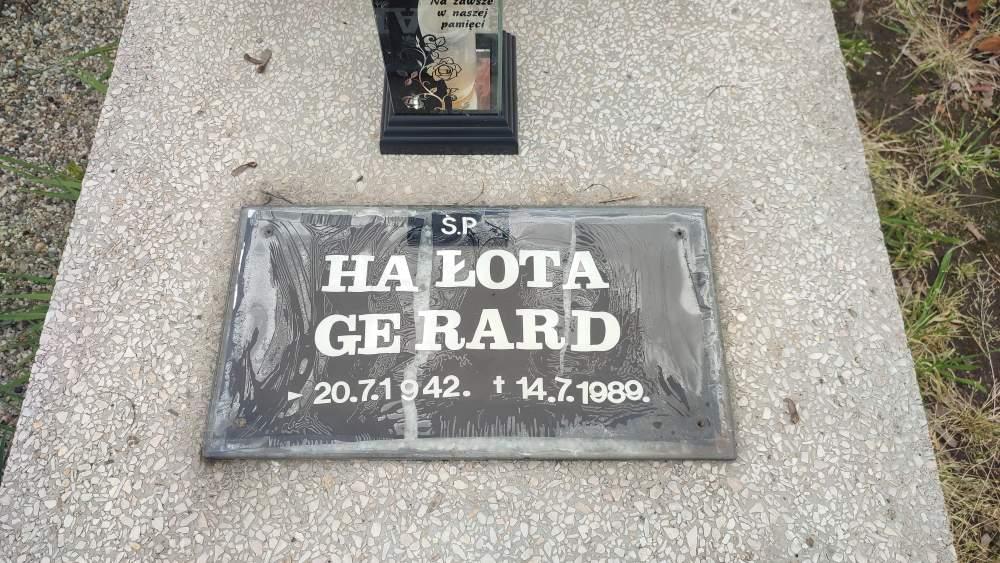 Na zawsze
w naszej
pamięci
Ś.P.
HAŁOTA
GERARD
20.7.1942. † 14.7.1989.